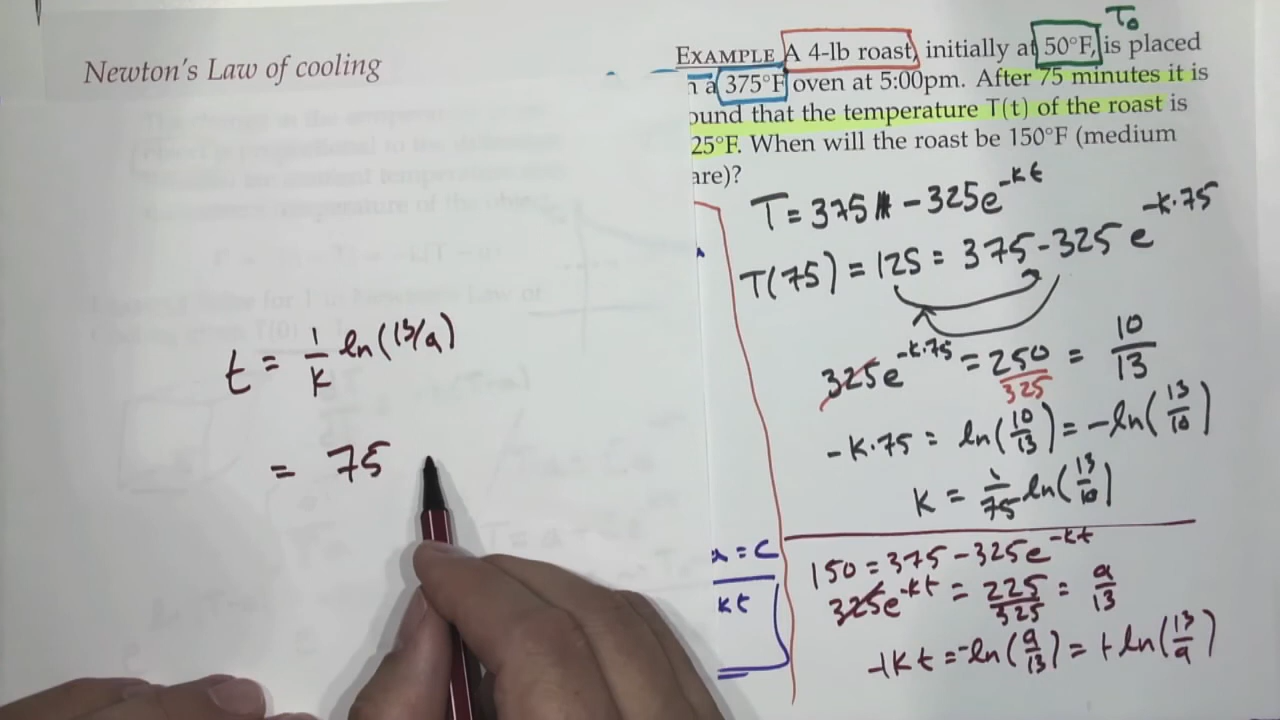 Newton's Law of cooling
t = 1/k ln(13/9)
= 75
EXAMPLE A 4-lb roast, initially at 50°F, is placed
T₀
a 375°F oven at 5:00pm. After 75 minutes it is
ound that the temperature T(t) of the roast is
25°F. When will the roast be 150°F (medium
are)?
T = 375 - 325e^-kt
T(75) = 125 = 375 - 325 e^-k·75
325e^-k·75 = 250/325 = 10/13
-k·75 = ln(10/13) = -ln(13/10)
k = 1/75 ln(13/10)
= C
kt
150 = 375 - 325e^-kt
325e^-kt = 225/325 = 9/13
-ln(9/13) = + ln(13/9)